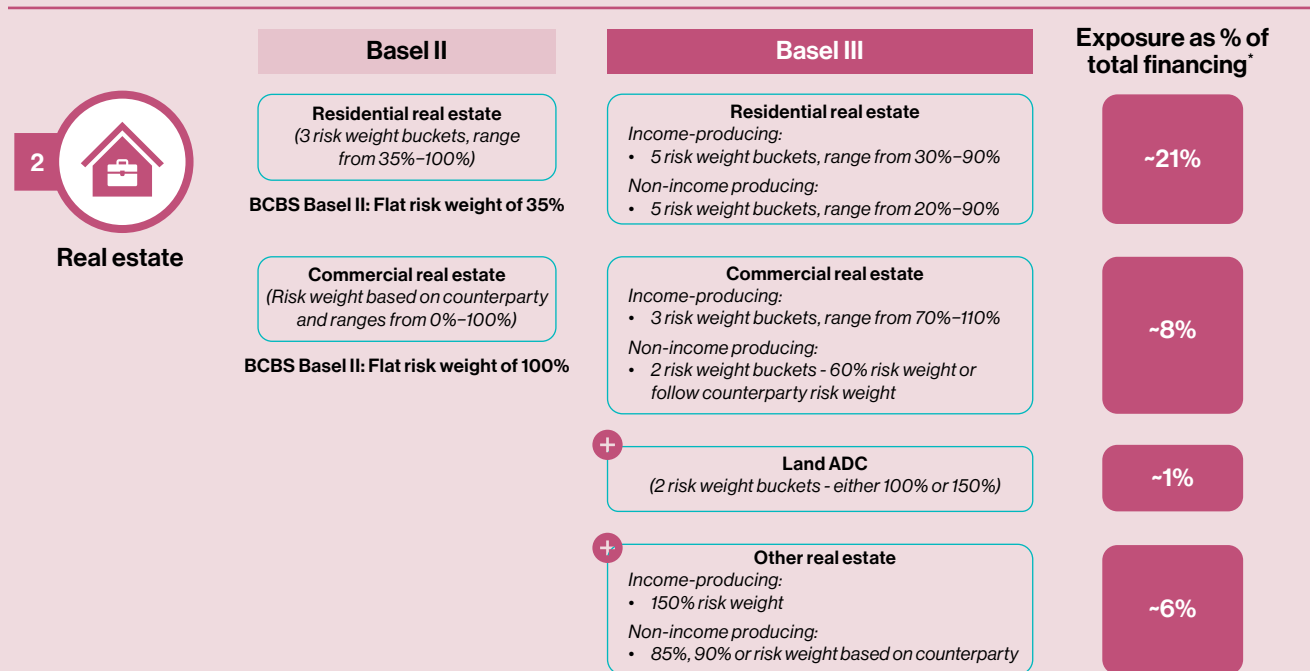 Basel II
Basel III
Exposure as % of
total financing*
2
Real estate
Residential real estate
(3 risk weight buckets, range
from 35%–100%)
BCBS Basel II: Flat risk weight of 35%
Residential real estate
Income-producing:
• 5 risk weight buckets, range from 30%–90%
Non-income producing:
• 5 risk weight buckets, range from 20%–90%
~21%
Commercial real estate
(Risk weight based on counterparty
and ranges from 0%–100%)
BCBS Basel II: Flat risk weight of 100%
Commercial real estate
Income-producing:
• 3 risk weight buckets, range from 70%–110%
Non-income producing:
• 2 risk weight buckets - 60% risk weight or
follow counterparty risk weight
~8%
+
Land ADC
(2 risk weight buckets - either 100% or 150%)
~1%
+
Other real estate
Income-producing:
• 150% risk weight
Non-income producing:
• 85%, 90% or risk weight based on counterparty
~6%